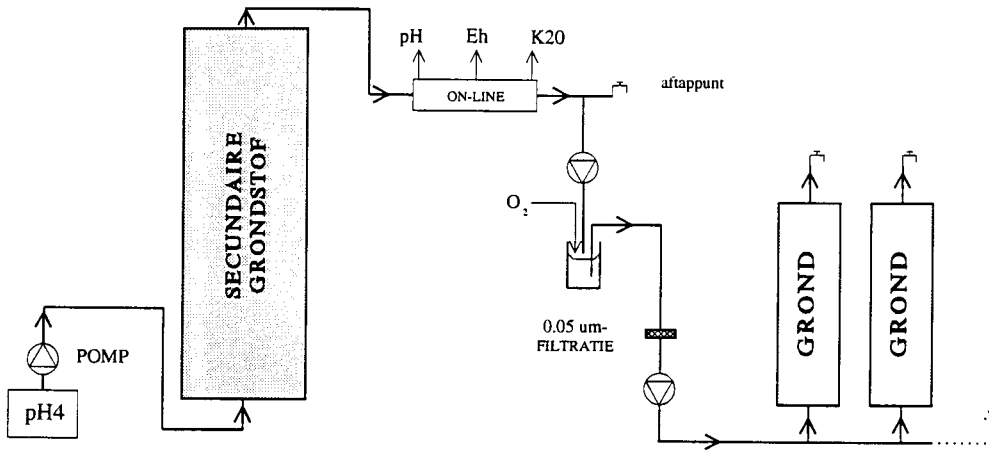 pH4
POMP
SECUNDAIRE
GRONDSTOF
pH
Eh
K20
ON-LINE
aftappunt
O₂
0.05 um-
FILTRATIE
GROND
GROND